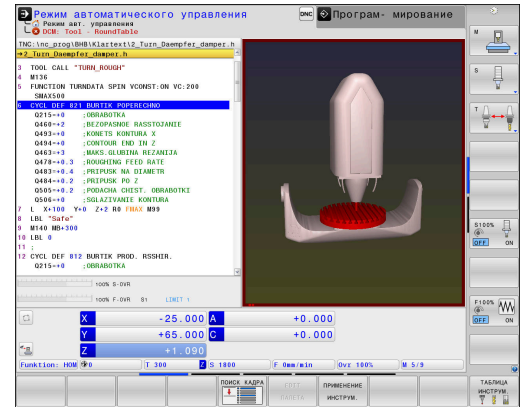 Режим автоматического управления
DNC
Програм- мирование
Режим авт. управления
DCM: Tool - RoundTable
TNC:\nc_prog\BHB\Klartext\2_Turn_Daempfer_damper.h
→2_Turn_Daempfer_damper.h
3 TOOL CALL "TURN_ROUGH"
4 M136
5 FUNCTION TURNDATA SPIN VCONST:ON VC:200
SMAX500
6 CYCL DEF 821 BURTIK POPERECHNO
Q215=+0 ;OBRABOTKA
Q460=+2 ;BEZOPASNOE RASSTOJANIE
Q493=+0 ;KONETS KONTURA X
Q494=+0 ;CONTOUR END IN Z
Q463=+3 ;MAKS.GLUBINA REZANIJA
Q478=+0.3 ;ROUGHING FEED RATE
Q483=+0.4 ;PRIPUSK NA DIAMETR
Q484=+0.2 ;PRIPUSK PO Z
Q505=+0.2 ;PODACHA CHIST. OBRABOTKI
Q506=+0 ;SGLAZIVANIE KONTURA
7 L X+100 Y+0 Z+2 R0 FMAX M99
8 LBL "Safe"
9 M140 MB+300
10 LBL 0
11 ;
12 CYCL DEF 812 BURTIK PROD. RSSHIR.
Q215=+0 ;OBRABOTKA
100% S-OVR
100% F-OVR S1 LIMIT 1
X -25.000 A +0.000
Y +65.000 C +0.000
Z +1.090
Funktion: HOM 0 T 300 Z S 1800 F 0mm/min Ovr 100% M 5/9
M
S
T
S100%
OFF ON
F100%
OFF ON
ПОИСК КАДРА
ПРИМЕНЕНИЕ
ИНСТРУМ.
ТАБЛИЦА
ИНСТРУМ.